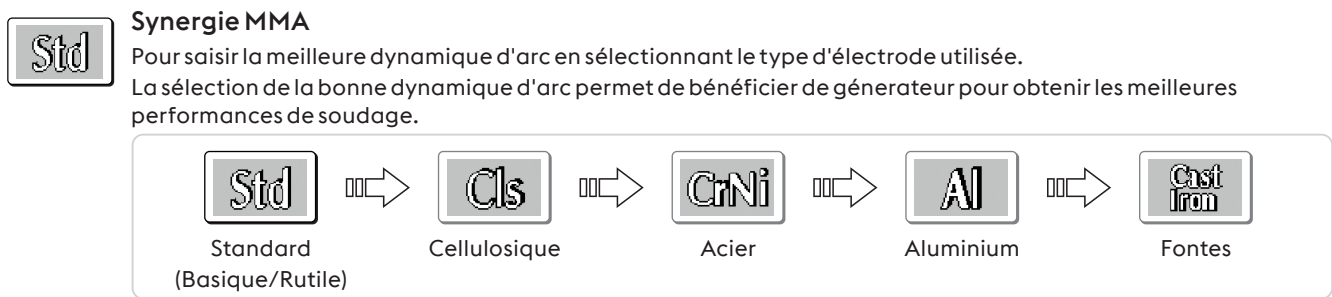 Std
Synergie MMA
Pour saisir la meilleure dynamique d'arc en sélectionnant le type d'électrode utilisée.
La sélection de la bonne dynamique d'arc permet de bénéficier de génerateur pour obtenir les meilleures
performances de soudage.
Std Cls CrNi Al Cast Iron
Standard Cellulosique Acier Aluminium Fontes
(Basique/Rutile)